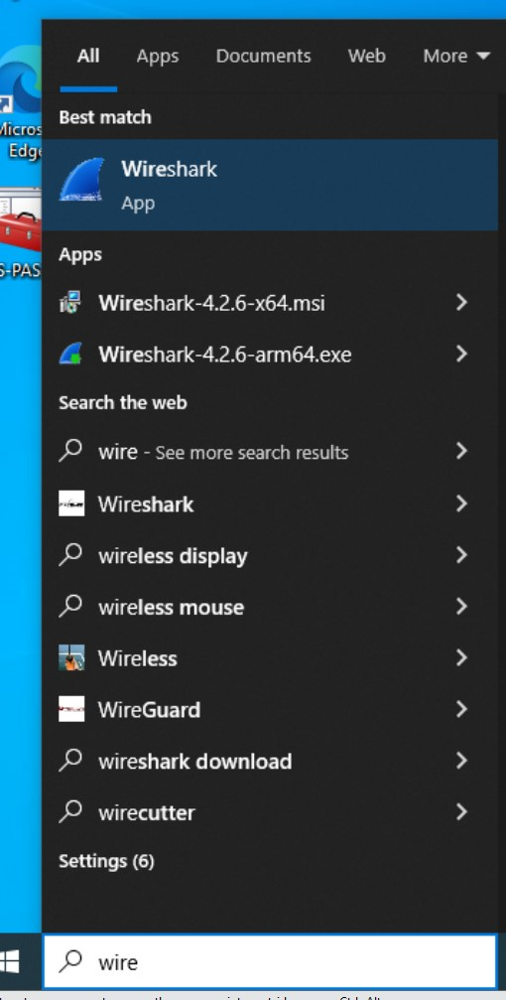 All Apps Documents Web More
Best match
Micros
Edge
Wireshark
App
Apps
S-PAS
Wireshark-4.2.6-x64.msi
Wireshark-4.2.6-arm64.exe
Search the web
wire - See more search results
Wireshark
wireless display
wireless mouse
Wireless
WireGuard
wireshark download
wirecutter
Settings (6)
wire